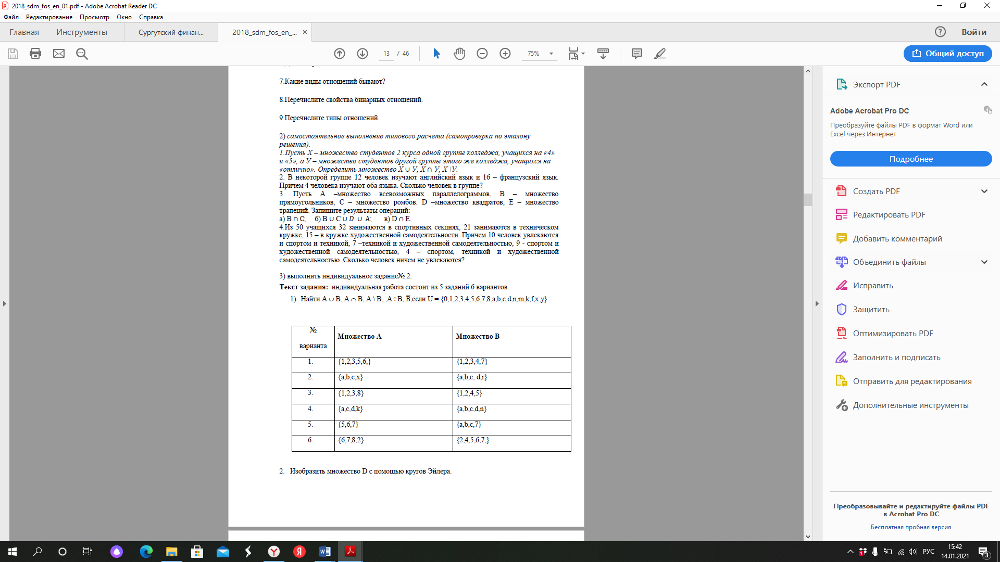 2018_sdm_fos_en_01.pdf - Adobe Acrobat Reader DC
Файл Редактирование Просмотр Окно Справка
Главная Инструменты Сургутский финан... 2018_sdm_fos_en_... × Войти
13 / 46 75% Общий доступ
7.Какие виды отношений бывают?
8.Перечислите свойства бинарных отношений.
9.Перечислите типы отношений.
2) самостоятельное выполнение типового расчета (самопроверка по эталону
решения).
1.Пусть Х – множество студентов 2 курса одной группы колледжа, учащихся на «4»
и «5», а У – множество студентов другой группы этого же колледжа, учащихся на
«отлично». Определить множество Х ∪ У, Х ∩ У, Х \ У.
2. В некоторой группе 12 человек изучают английский язык и 16 – французский язык.
Причем 4 человека изучают оба языка. Сколько человек в группе?
3. Пусть А –множество всевозможных параллелограммов, В – множество
прямоугольников, С – множество ромбов. D –множество квадратов, Е – множество
трапеций. Запишите результаты операций:
а) В ∩ С; б) В ∪ С ∪ D ∪ А; в) D ∩ Е.
4.Из 50 учащихся 32 занимаются в спортивных секциях, 21 занимаются в техническом
кружке, 15 – в кружке художественной самодеятельности. Причем 10 человек увлекаются
и спортом и техникой, 7 –техникой и художественной самодеятельностью, 9 - спортом и
художественной самодеятельностью, 4 – спортом, техникой и художественной
самодеятельностью. Сколько человек ничем не увлекаются?
3) выполнить индивидуальное задание№ 2.
Текст задания: индивидуальная работа состоит из 5 заданий 6 вариантов.
1) Найти А ∪ В, А ∩ В, А \ В, ,А÷В, B̅,если U = {0,1,2,3,4,5,6,7,8,a,b,c,d,n,m,k,f,x,y}
№ варианта Множество А Множество В
1. {1,2,3,5,6,} {1,2,3,4,7}
2. {a,b,c,x} {a,b,c, d,r}
3. {1,2,3,8} {1,2,4,5}
4. {a,c,d,k} {a,b,c,d,n}
5. {5,6,7} {a,b,c,7}
6. {6,7,8,2} {2,4,5,6,7,}
2. Изобразить множество D с помощью кругов Эйлера.
Экспорт PDF
Adobe Acrobat Pro DC
Преобразуйте файлы PDF в формат Word или
Excel через Интернет
Подробнее
Создать PDF
Редактировать PDF
Добавить комментарий
Объединить файлы
Исправить
Защитить
Оптимизировать PDF
Заполнить и подписать
Отправить для редактирования
Дополнительные инструменты
Преобразовывайте и редактируйте файлы PDF
в Acrobat Pro DC
Бесплатная пробная версия
РУС
15:42
14.01.2021
3